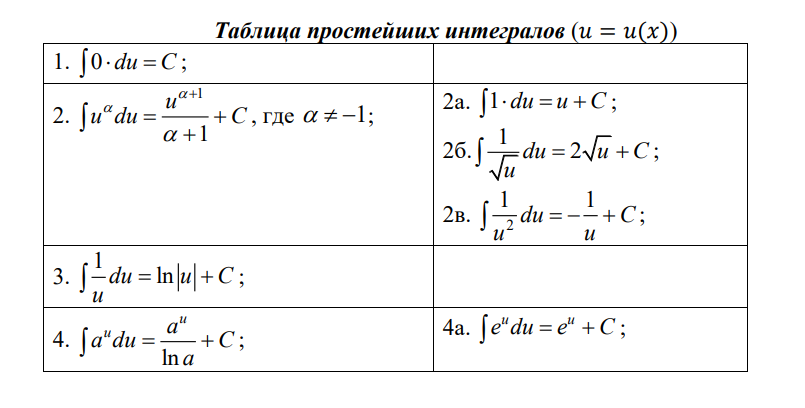 Таблица простейших интегралов (𝑢 = 𝑢(𝑥))
1. ∫0·du = C;
2. ∫u^α du = u^(α+1)/(α+1) + C, где α ≠ −1;
2а. ∫1·du = u + C;
2б. ∫1/√u du = 2√u + C;
2в. ∫1/u² du = −1/u + C;
3. ∫1/u du = ln|u| + C;
4. ∫a^u du = a^u/ln a + C;
4а. ∫e^u du = e^u + C;